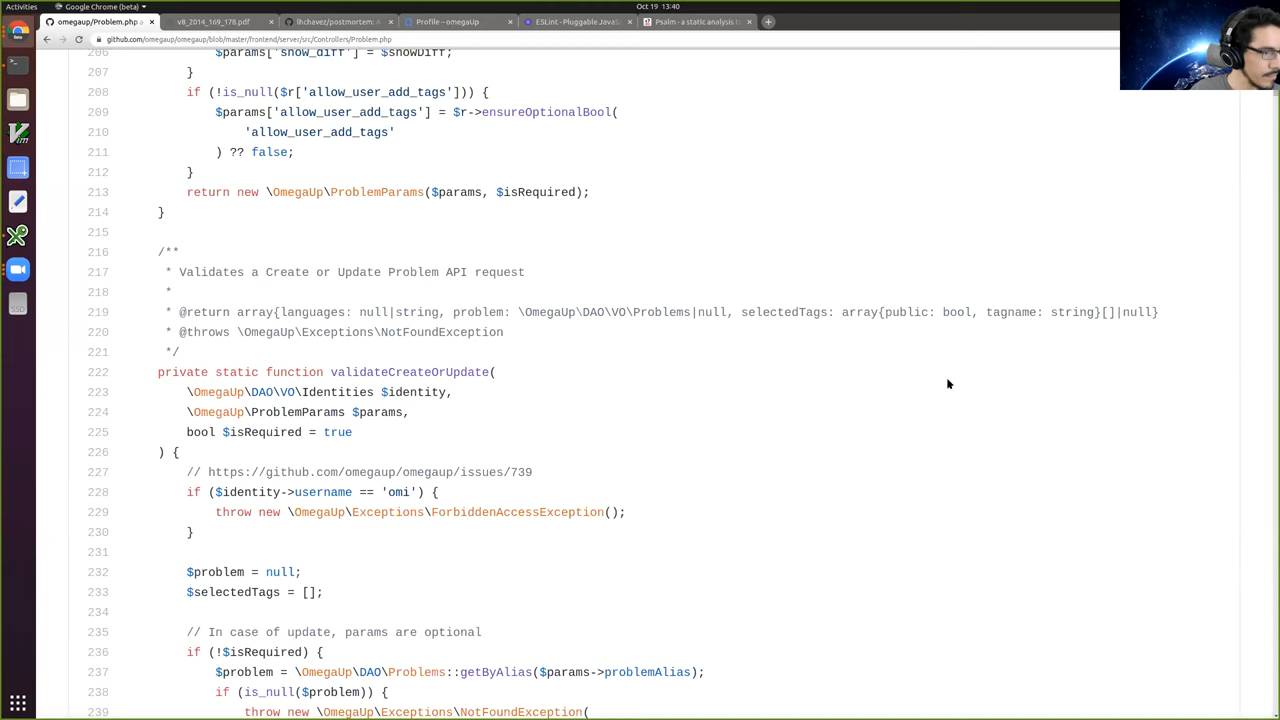 Activities
Google Chrome (beta)
Oct 19 13:40
omegaup/Problem.php a
v8_2014_169_178.pdf
lhchavez/postmortem: A
Profile – omegaUp
ESLint - Pluggable JavaSc
Psalm - a static analysis t
github.com/omegaup/omegaup/blob/master/frontend/server/src/Controllers/Problem.php
206 $params['show_diff'] = $showDiff;
207 }
208 if (!is_null($r['allow_user_add_tags'])) {
209 $params['allow_user_add_tags'] = $r->ensureOptionalBool(
210 'allow_user_add_tags'
211 ) ?? false;
212 }
213 return new \OmegaUp\ProblemParams($params, $isRequired);
214 }
215
216 /**
217 * Validates a Create or Update Problem API request
218 *
219 * @return array{languages: null|string, problem: \OmegaUp\DAO\VO\Problems|null, selectedTags: array{public: bool, tagname: string}[]|null}
220 * @throws \OmegaUp\Exceptions\NotFoundException
221 */
222 private static function validateCreateOrUpdate(
223 \OmegaUp\DAO\VO\Identities $identity,
224 \OmegaUp\ProblemParams $params,
225 bool $isRequired = true
226 ) {
227 // https://github.com/omegaup/omegaup/issues/739
228 if ($identity->username == 'omi') {
229 throw new \OmegaUp\Exceptions\ForbiddenAccessException();
230 }
231
232 $problem = null;
233 $selectedTags = [];
234
235 // In case of update, params are optional
236 if (!$isRequired) {
237 $problem = \OmegaUp\DAO\Problems::getByAlias($params->problemAlias);
238 if (is_null($problem)) {
239 throw new \OmegaUp\Exceptions\NotFoundException(